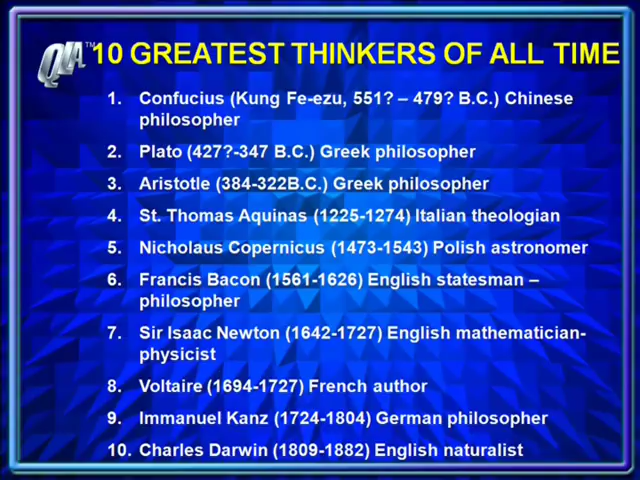 QIA™
10 GREATEST THINKERS OF ALL TIME
1. Confucius (Kung Fe-ezu, 551? – 479? B.C.) Chinese
philosopher
2. Plato (427?-347 B.C.) Greek philosopher
3. Aristotle (384-322B.C.) Greek philosopher
4. St. Thomas Aquinas (1225-1274) Italian theologian
5. Nicholaus Copernicus (1473-1543) Polish astronomer
6. Francis Bacon (1561-1626) English statesman –
philosopher
7. Sir Isaac Newton (1642-1727) English mathematician-
physicist
8. Voltaire (1694-1727) French author
9. Immanuel Kanz (1724-1804) German philosopher
10. Charles Darwin (1809-1882) English naturalist